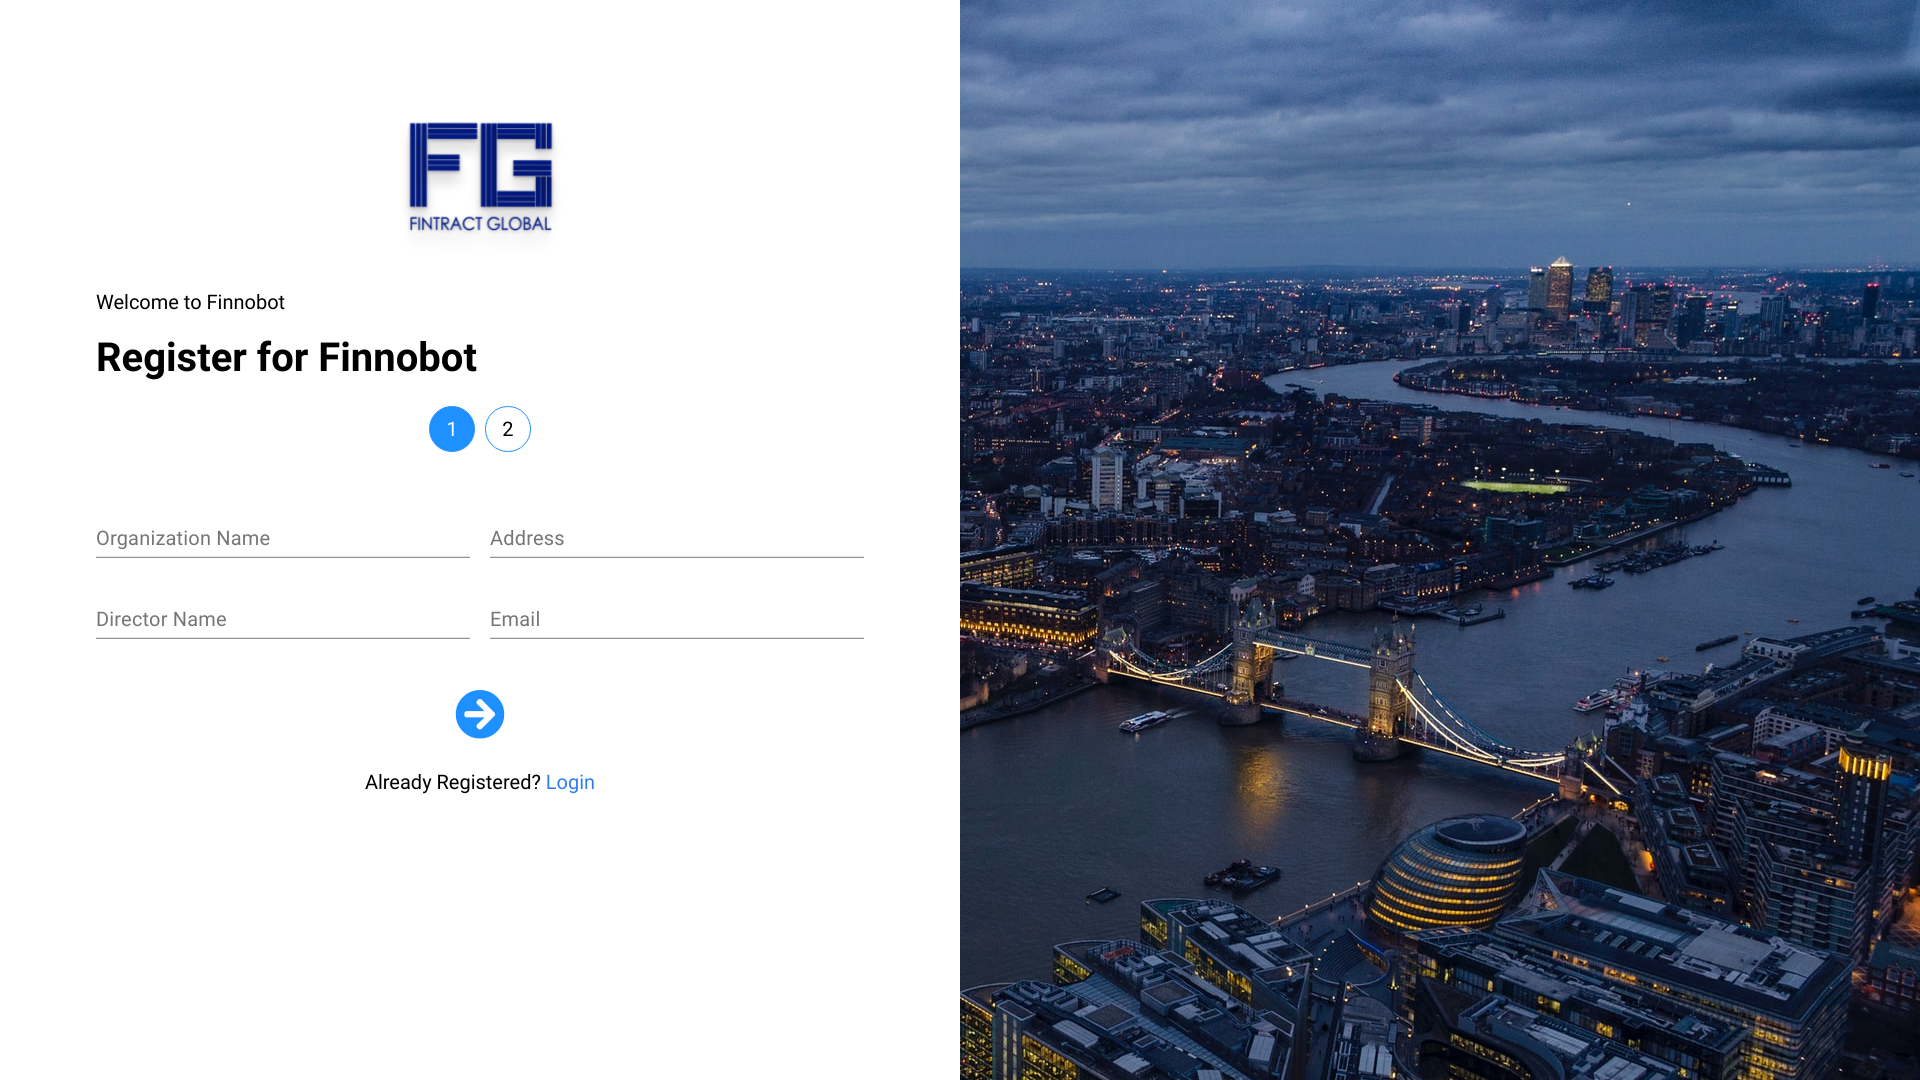 FG
FINTRACT GLOBAL
Welcome to Finnobot
Register for Finnobot
1 2
Organization Name Address
Director Name Email
Already Registered? Login